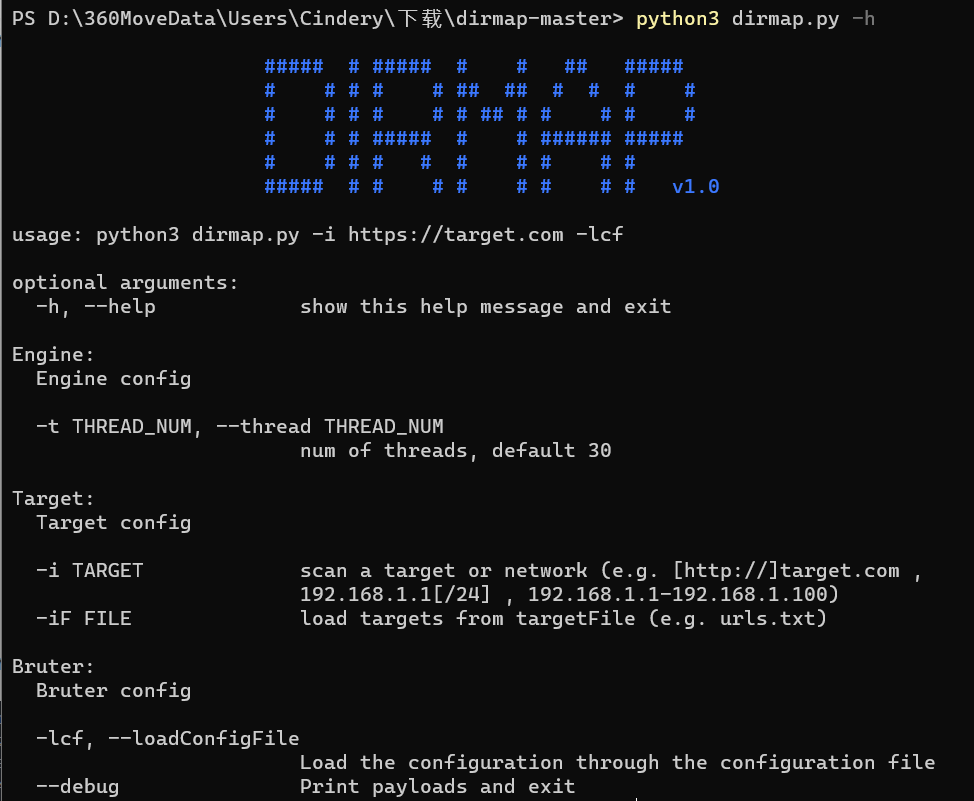 PS D:\360MoveData\Users\Cindery\下载\dirmap-master> python3 dirmap.py -h
##### # ##### # # ## #####
# # # # # ## ## # # # #
# # # # # # ## # # # # #
# # # ##### # # ###### #####
# # # # # # # # # #
##### # # # # # # # # v1.0
usage: python3 dirmap.py -i https://target.com -lcf
optional arguments:
-h, --help show this help message and exit
Engine:
Engine config
-t THREAD_NUM, --thread THREAD_NUM
num of threads, default 30
Target:
Target config
-i TARGET scan a target or network (e.g. [http://]target.com ,
192.168.1.1[/24] , 192.168.1.1-192.168.1.100)
-iF FILE load targets from targetFile (e.g. urls.txt)
Bruter:
Bruter config
-lcf, --loadConfigFile
Load the configuration through the configuration file
--debug Print payloads and exit